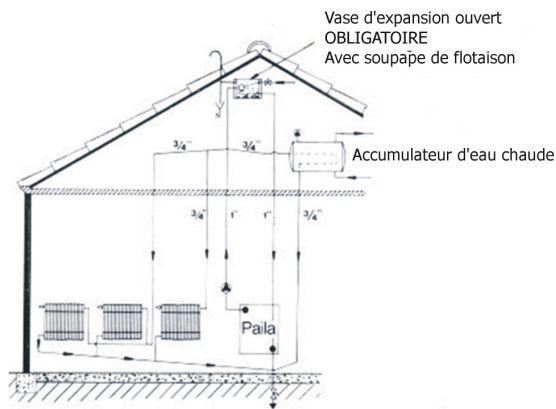 Vase d'expansion ouvert
OBLIGATOIRE
Avec soupape de flotaison
3/4"
3/4"
Accumulateur d'eau chaude
3/4"
1"
1"
3/4"
Paila